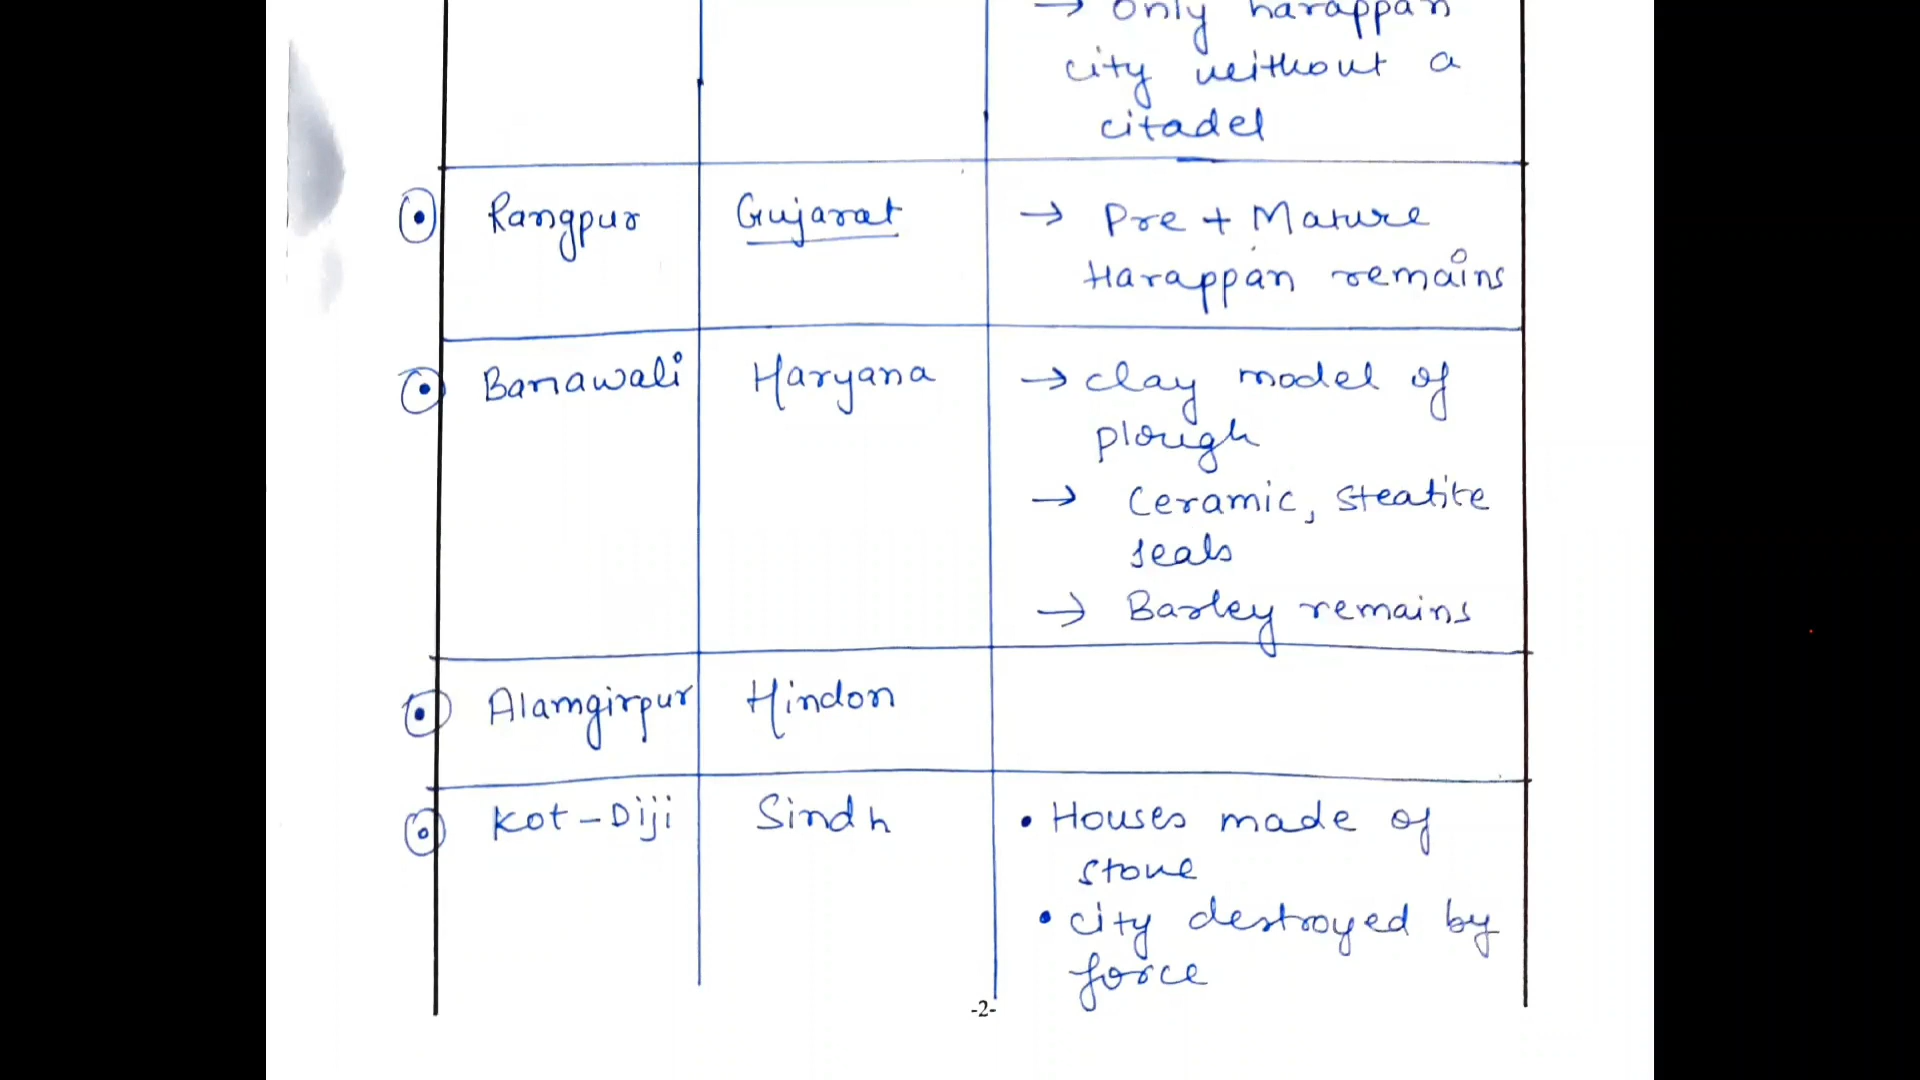 → Only harappan
city without a
citadel
Rangpur Gujarat → Pre + Mature
Harappan remains
Banawali Haryana → clay model of
plough
→ Ceramic, steatite
seals
→ Barley remains
Alamgirpur Hindon
Kot-Diji Sindh • Houses made of
stone
• city destroyed by
force
-2-